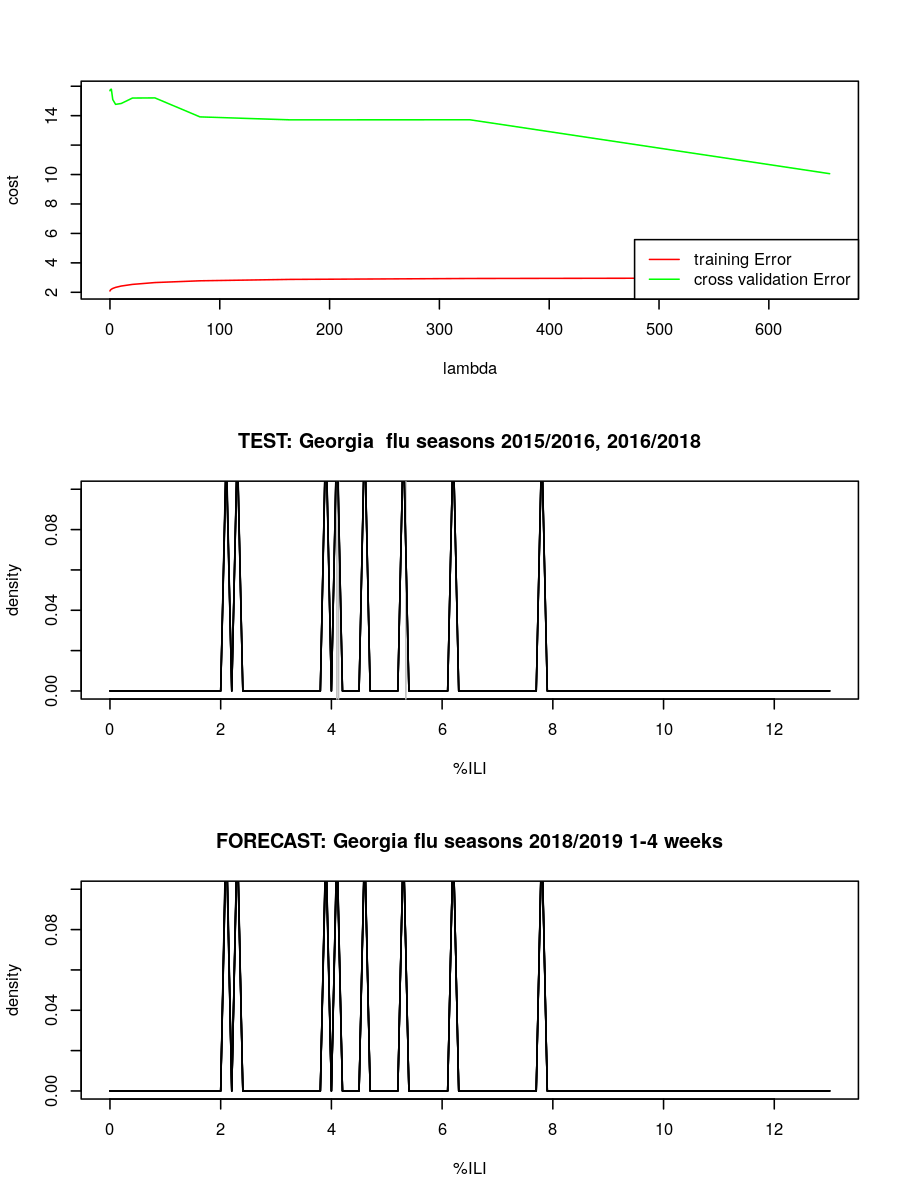 cost
14
10
8
6
4
2
training Error
cross validation Error
0 100 200 300 400 500 600
lambda
TEST: Georgia  flu seasons 2015/2016, 2016/2018
density
0.08
0.04
0.00
0 2 4 6 8 10 12
%ILI
FORECAST: Georgia flu seasons 2018/2019 1-4 weeks
density
0.08
0.04
0.00
0 2 4 6 8 10 12
%ILI